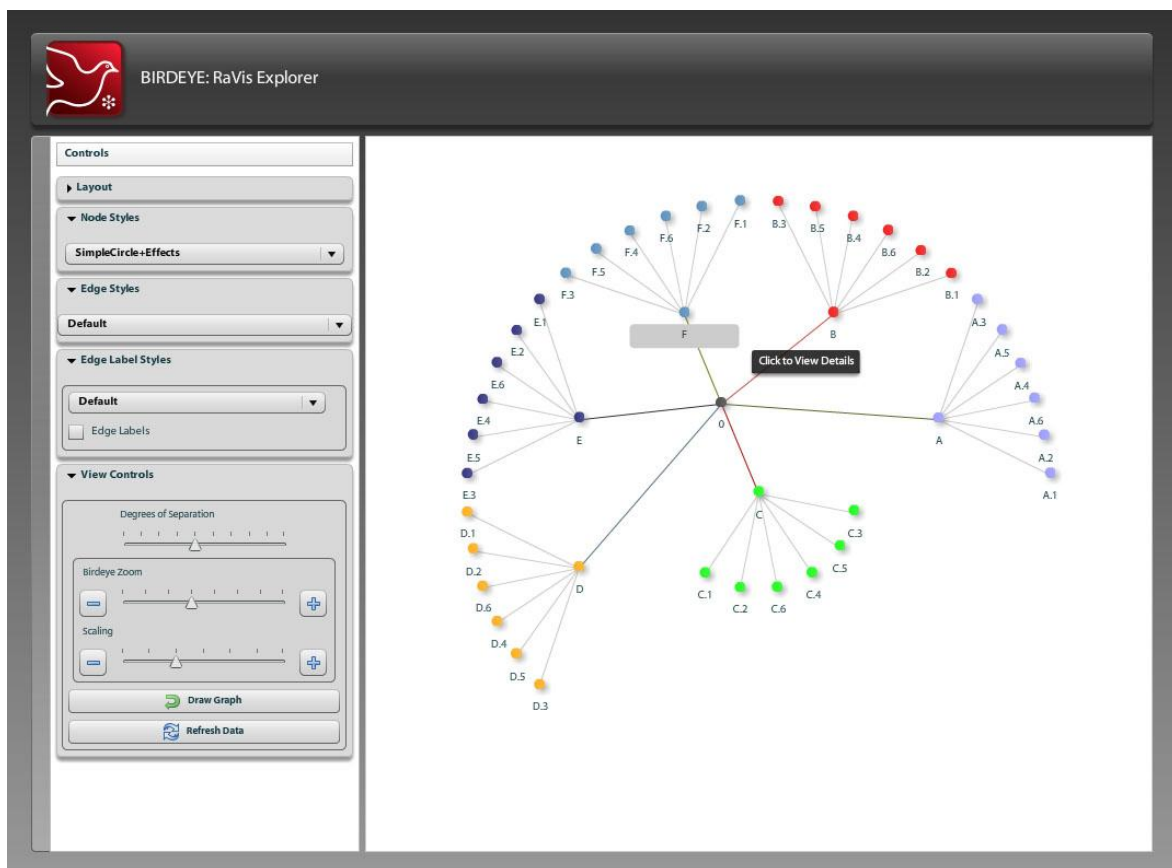 BIRDEYE: RaVis Explorer
Controls
Layout
Node Styles
SimpleCircle+Effects
Edge Styles
Default
Edge Label Styles
Default
Edge Labels
View Controls
Degrees of Separation
Birdeye Zoom
Scaling
Draw Graph
Refresh Data
F.1
B.3
F.2
B.5
F.6
B.4
F.4
B.6
F.5
B.2
F.3
B.1
E.1
A.3
F
B
E.2
A.5
Click to View Details
E.6
A.4
E.4
A.6
0
E
A
E.5
A.2
E.3
A.1
C
D.1
C.3
D.2
C.5
D
D.6
C.1
C.2
C.6
C.4
D.4
D.5
D.3